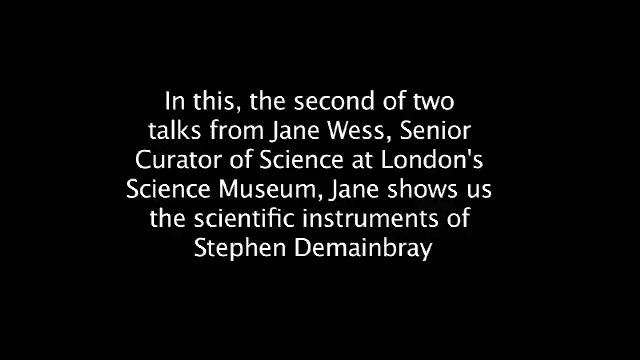 In this, the second of two
talks from Jane Wess, Senior
Curator of Science at London's
Science Museum, Jane shows us
the scientific instruments of
Stephen Demainbray